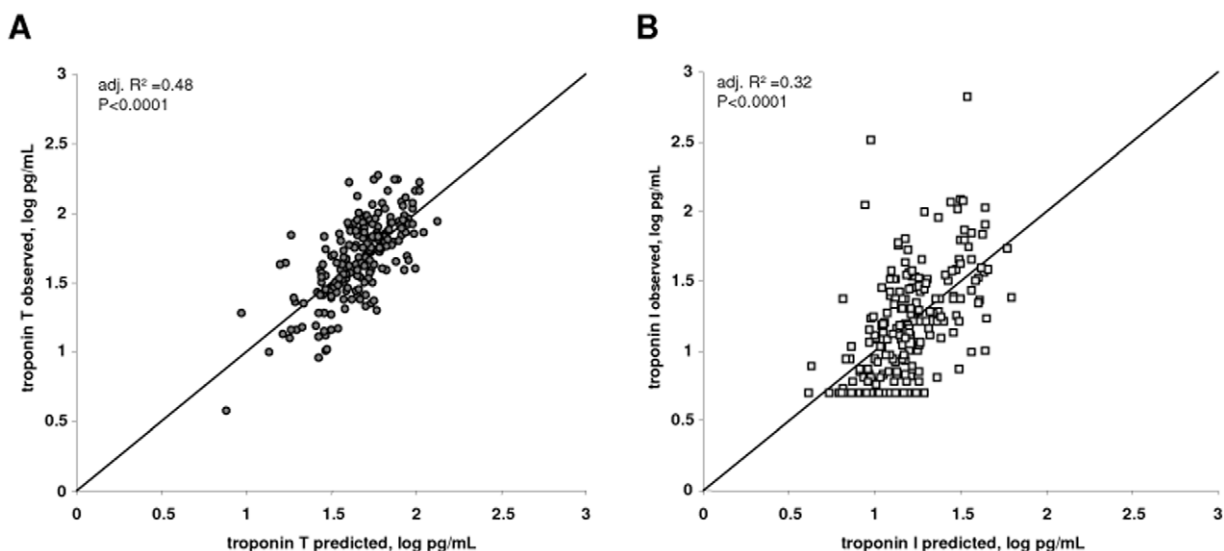 A
adj. R² =0.48
P<0.0001
troponin T observed, log pg/mL
3
2.5
2
1.5
1
0.5
0
0 0.5 1 1.5 2 2.5 3
troponin T predicted, log pg/mL
B
adj. R² =0.32
P<0.0001
troponin I observed, log pg/mL
3
2.5
2
1.5
1
0.5
0
0 0.5 1 1.5 2 2.5 3
troponin I predicted, log pg/mL